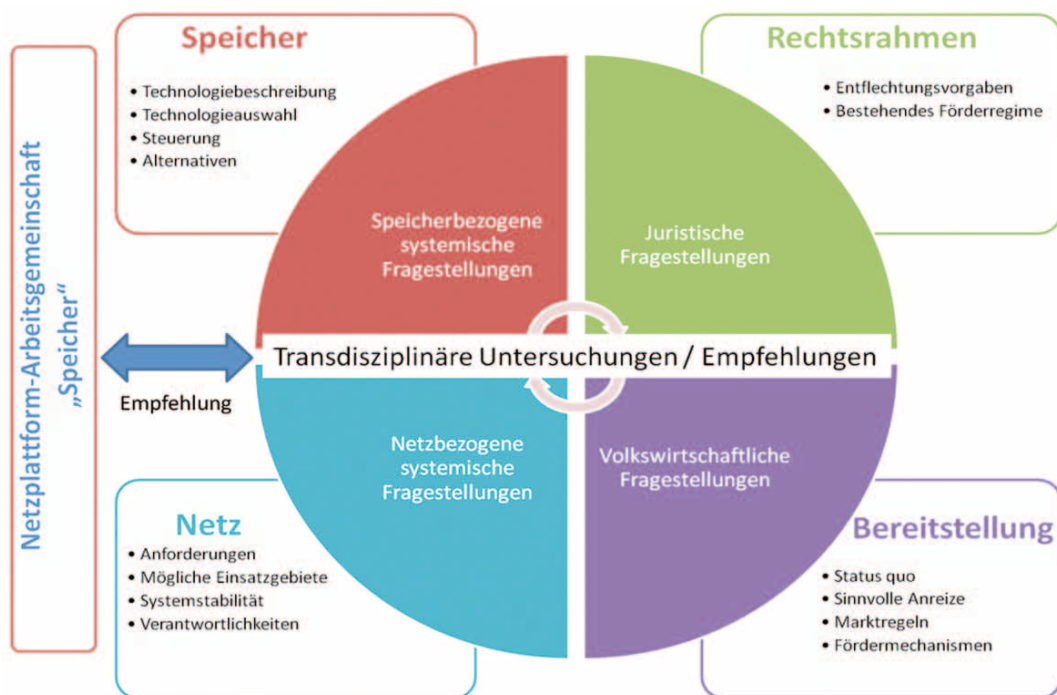 Netzplattform-Arbeitsgemeinschaft
„Speicher“
Speicher
• Technologiebeschreibung
• Technologieauswahl
• Steuerung
• Alternativen
Rechtsrahmen
• Entflechtungsvorgaben
• Bestehendes Förderregime
Speicherbezogene
systemische
Fragestellungen
Juristische
Fragestellungen
Transdisziplinäre Untersuchungen / Empfehlungen
Empfehlung
Netzbezogene
systemische
Fragestellungen
Volkswirtschaftliche
Fragestellungen
Netz
• Anforderungen
• Mögliche Einsatzgebiete
• Systemstabilität
• Verantwortlichkeiten
Bereitstellung
• Status quo
• Sinnvolle Anreize
• Marktregeln
• Fördermechanismen